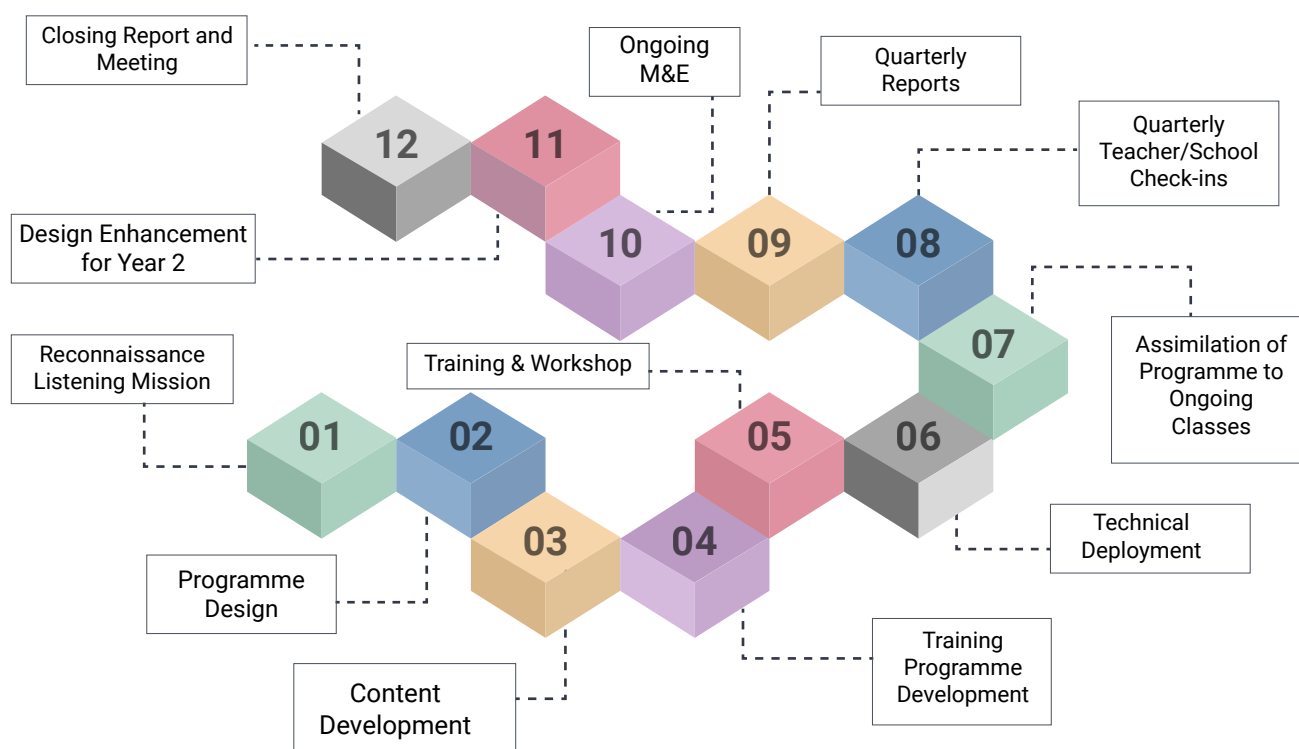 Closing Report and
Meeting
Ongoing
M&E
Quarterly
Reports
Quarterly
Teacher/School
Check-ins
12
11
10
09
08
Design Enhancement
for Year 2
07
Reconnaissance
Listening Mission
Training & Workshop
Assimilation of
Programme to
Ongoing
Classes
01
02
05
06
03
04
Technical
Deployment
Programme
Design
Training
Programme
Development
Content
Development